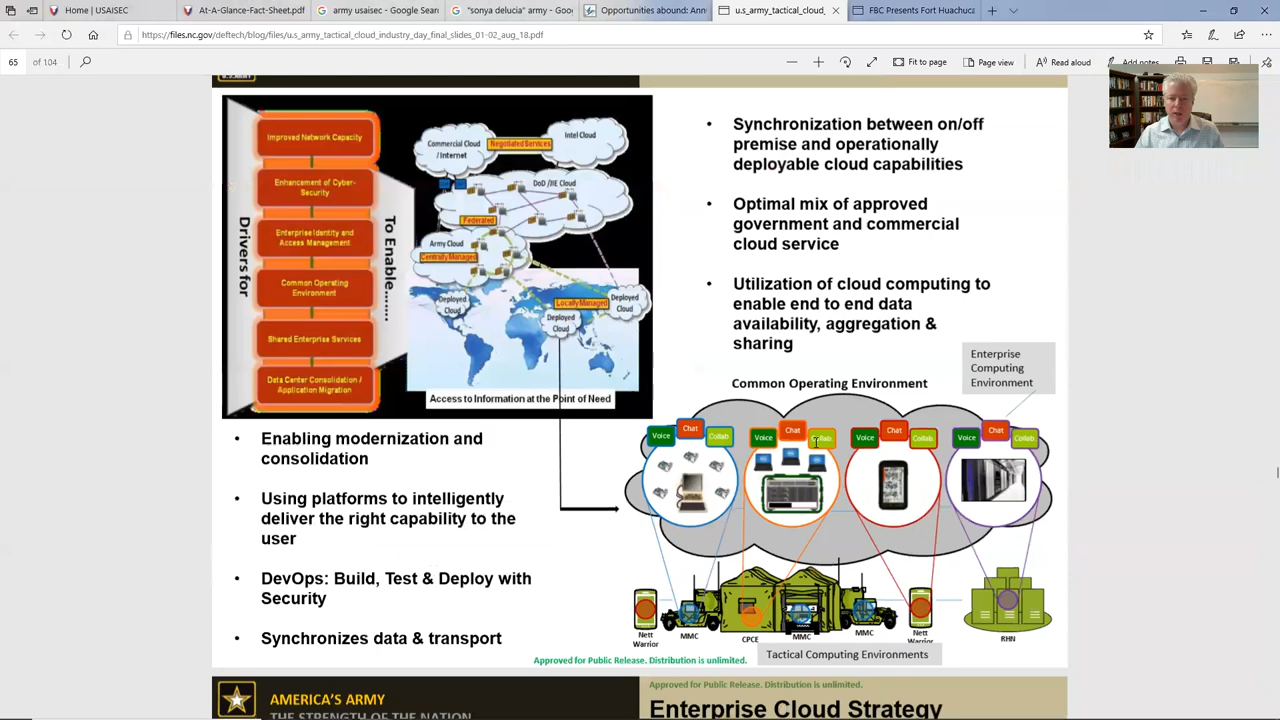 Home | USAISEC
At-A-Glance-Fact-Sheet
army usaisec - Google Sear
"sonya delucia" army - Goo
Opportunities about: Ann
u.s_army_tactical_cloud_
FBC Presents: Fort Huachuc
https://files.nc.gov/deftech/blog/files/u.s_army_tactical_cloud_industry_day_final_slides_01-02_aug_18.pdf
65 of 104
Fit to page
Page view
Read aloud
Add notes
Drivers for
Improved Network Capacity
Enhancement of Cyber-
Security
Enterprise Identity and
Access Management
Common Operating
Environment
Shared Enterprise Services
Data Center Consolidation /
Application Migration
To Enable......
Commercial Cloud
/ Internet
Negotiated Services
Intel Cloud
DoD /JIE Cloud
Federated
Army Cloud
Centrally Managed
Deployed
Cloud
Locally Managed
Deployed
Cloud
Deployed
Cloud
Access to Information at the Point of Need
• Synchronization between on/off
premise and operationally
deployable cloud capabilities
• Optimal mix of approved
government and commercial
cloud service
• Utilization of cloud computing to
enable end to end data
availability, aggregation &
sharing
• Enabling modernization and
consolidation
• Using platforms to intelligently
deliver the right capability to the
user
• DevOps: Build, Test & Deploy with
Security
• Synchronizes data & transport
Enterprise
Computing
Environment
Common Operating Environment
Voice Chat Collab
Voice Chat Collab
Voice Chat Collab
Voice Chat Collab
Nett
Warrior
MMC
CPCE
MMC
MMC
Nett
Warrior
RHN
Tactical Computing Environments
Approved for Public Release. Distribution is unlimited.
AMERICA'S ARMY
THE STRENGTH OF THE NATION
Approved for Public Release. Distribution is unlimited.
Enterprise Cloud Strategy